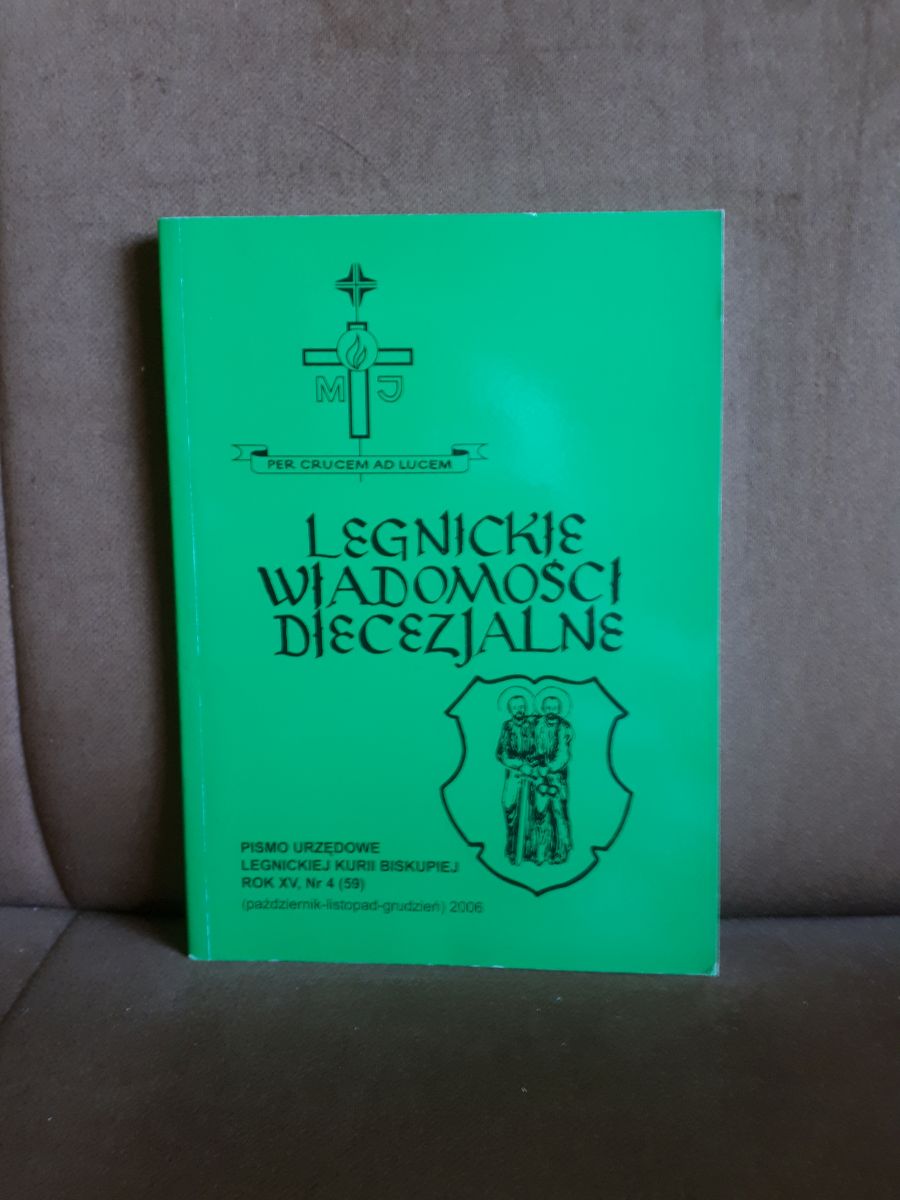 M J
PER CRUCEM AD LUCEM
LEGNICKIE
WIADOMOŚCI
DIECEZJALNE
PISMO URZĘDOWE
LEGNICKIEJ KURII BISKUPIEJ
ROK XV, Nr 4 (59)
(październik-listopad-grudzień) 2006